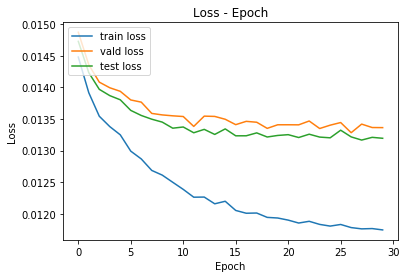 Loss - Epoch
0.0150
0.0145
0.0140
0.0135
0.0130
0.0125
0.0120
Loss
train loss
vald loss
test loss
0
5
10
15
20
25
30
Epoch